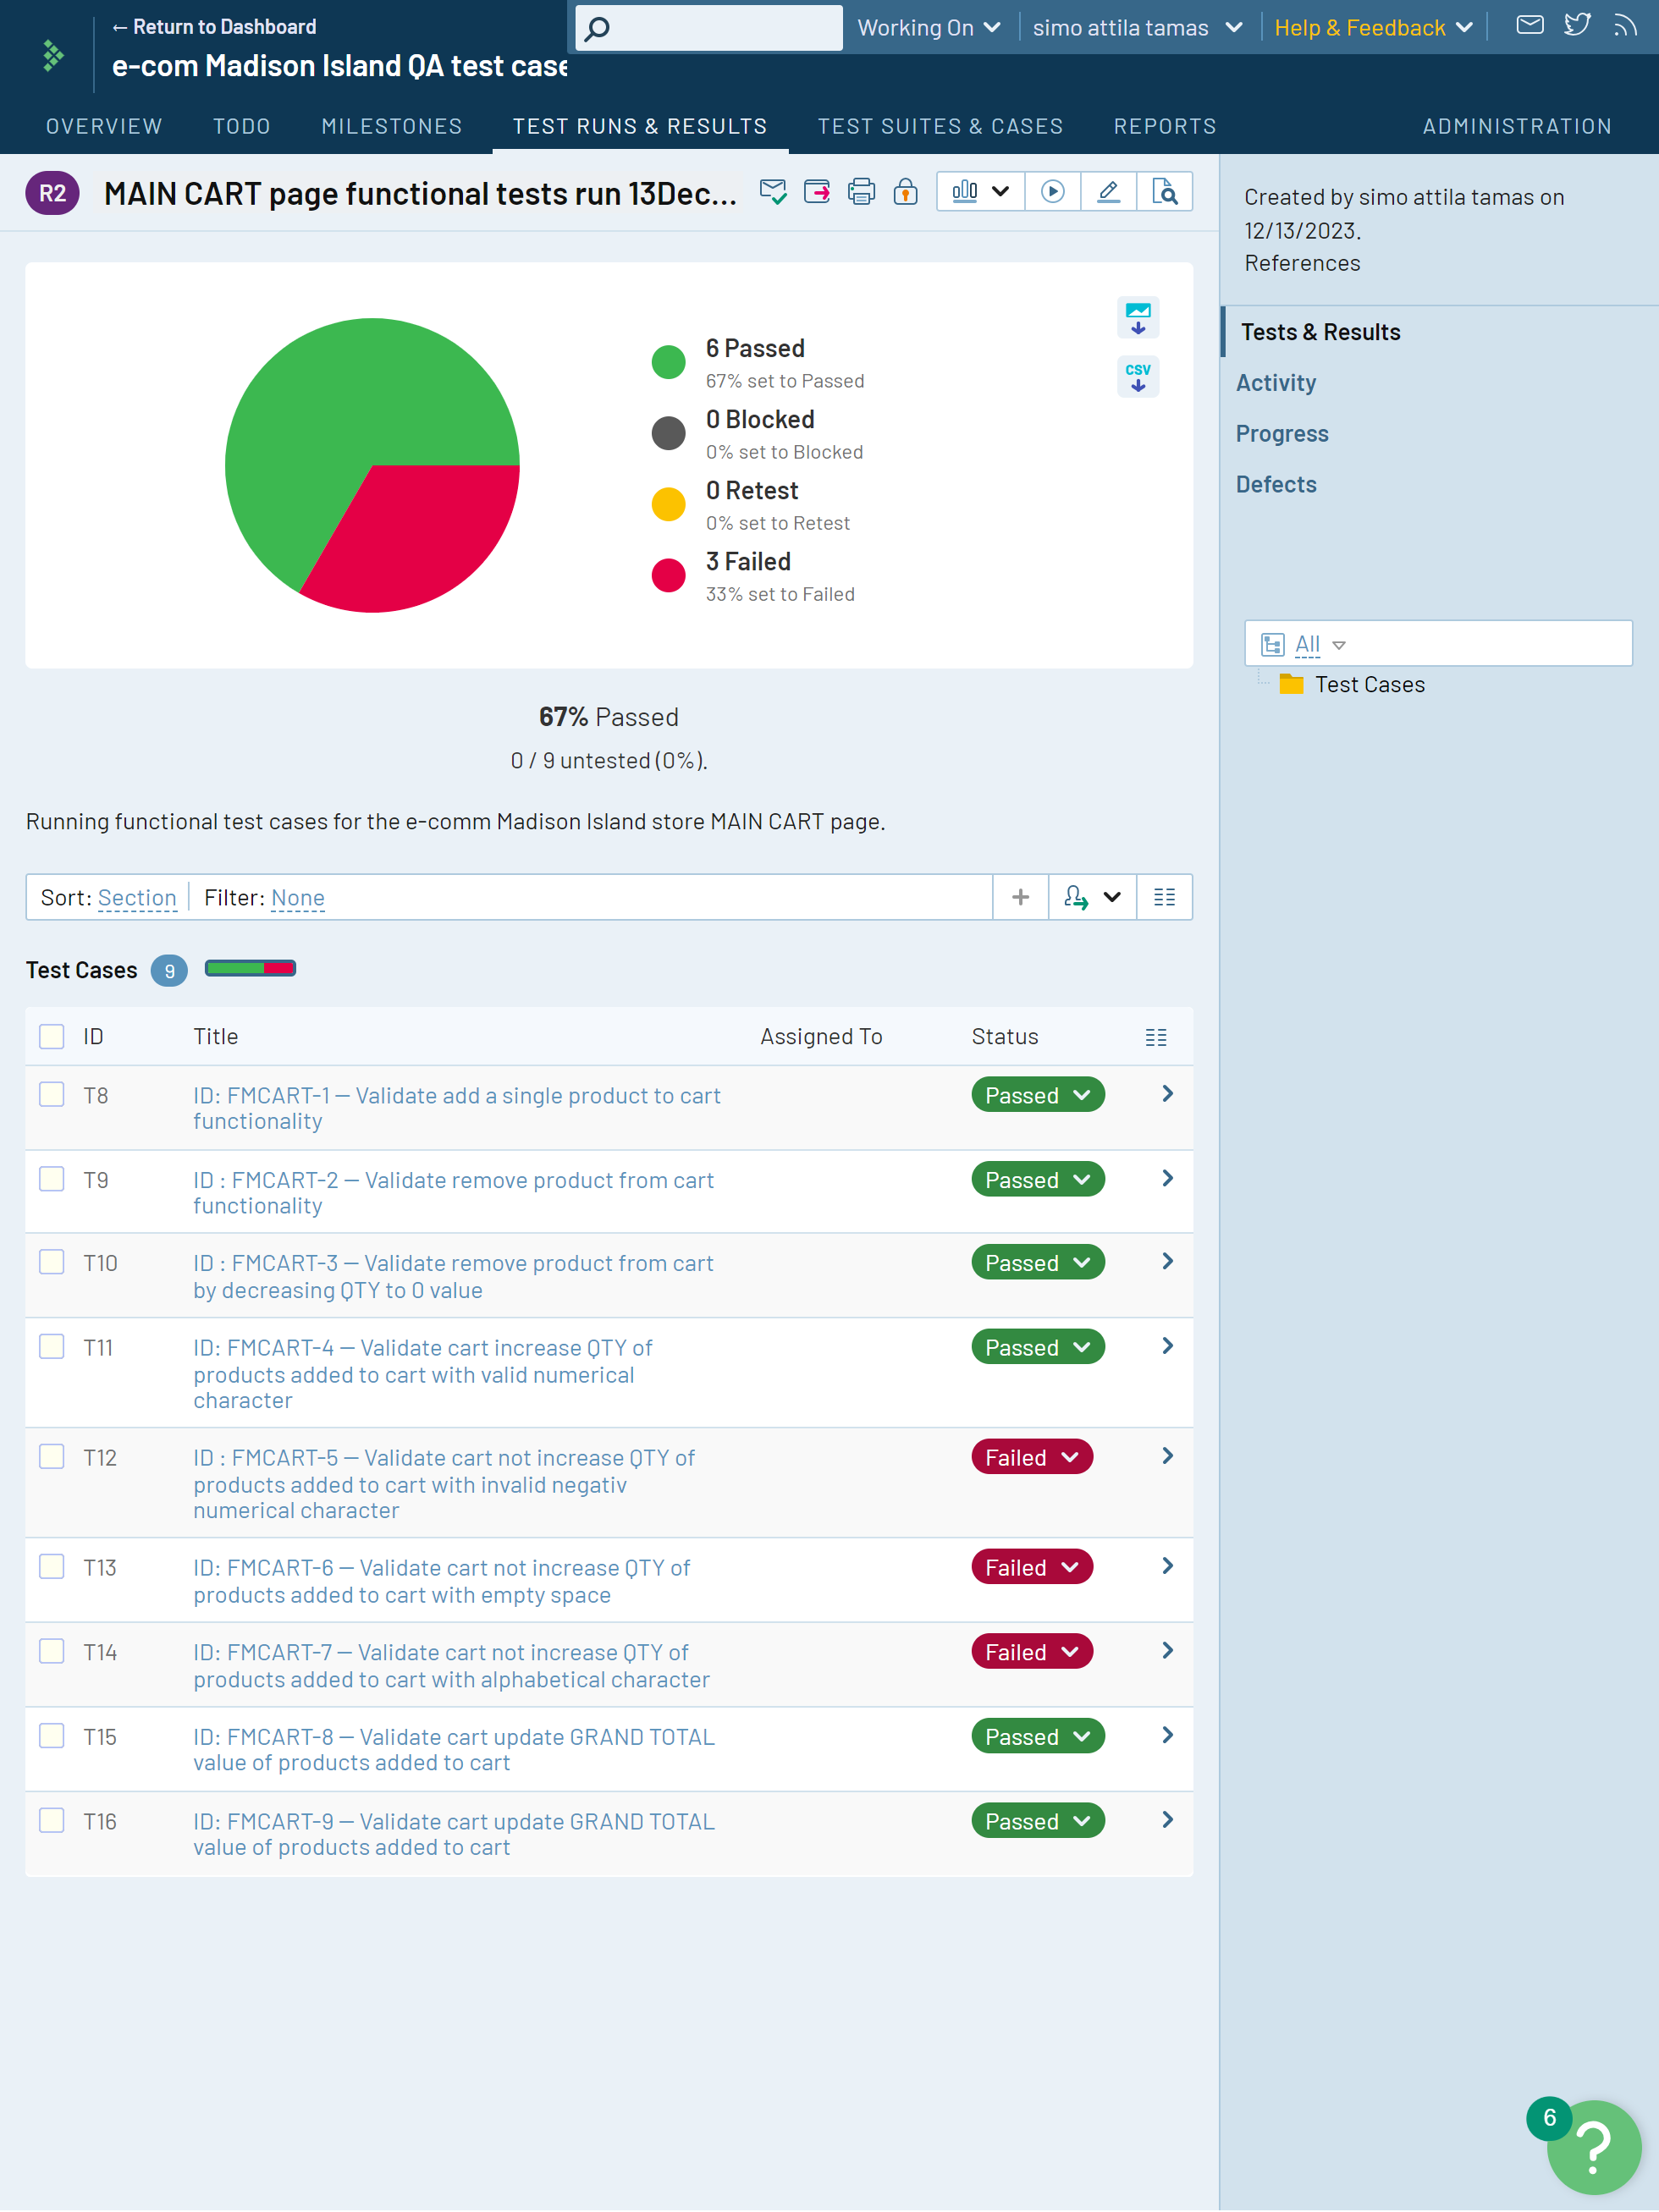 ← Return to Dashboard
e-com Madison Island QA test case
Working On
simo attila tamas
Help & Feedback
OVERVIEW
TODO
MILESTONES
TEST RUNS & RESULTS
TEST SUITES & CASES
REPORTS
ADMINISTRATION
R2
MAIN CART page functional tests run 13Dec...
6 Passed
67% set to Passed
0 Blocked
0% set to Blocked
0 Retest
0% set to Retest
3 Failed
33% set to Failed
CSV
67% Passed
0 / 9 untested (0%).
Running functional test cases for the e-comm Madison Island store MAIN CART page.
Sort: Section
Filter: None
Test Cases 9
ID
Title
Assigned To
Status
T8
ID: FMCART-1 — Validate add a single product to cart
functionality
Passed
T9
ID : FMCART-2 — Validate remove product from cart
functionality
Passed
T10
ID : FMCART-3 — Validate remove product from cart
by decreasing QTY to 0 value
Passed
T11
ID: FMCART-4 — Validate cart increase QTY of
products added to cart with valid numerical
character
Passed
T12
ID : FMCART-5 — Validate cart not increase QTY of
products added to cart with invalid negativ
numerical character
Failed
T13
ID: FMCART-6 — Validate cart not increase QTY of
products added to cart with empty space
Failed
T14
ID: FMCART-7 — Validate cart not increase QTY of
products added to cart with alphabetical character
Failed
T15
ID: FMCART-8 — Validate cart update GRAND TOTAL
value of products added to cart
Passed
T16
ID: FMCART-9 — Validate cart update GRAND TOTAL
value of products added to cart
Passed
Created by simo attila tamas on
12/13/2023.
References
Tests & Results
Activity
Progress
Defects
All
Test Cases
6
?